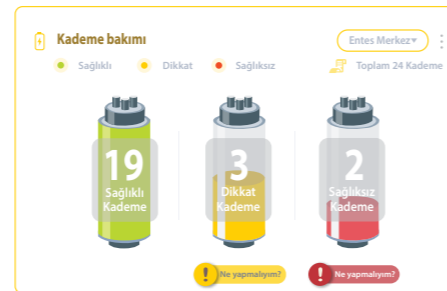 Kademe bakımı
Entes Merkez
Sağlıklı
Dikkat
Sağlıksız
Toplam 24 Kademe
19
Sağlıklı
Kademe
3
Dikkat
Kademe
2
Sağlıksız
Kademe
! Ne yapmalıyım?
! Ne yapmalıyım?